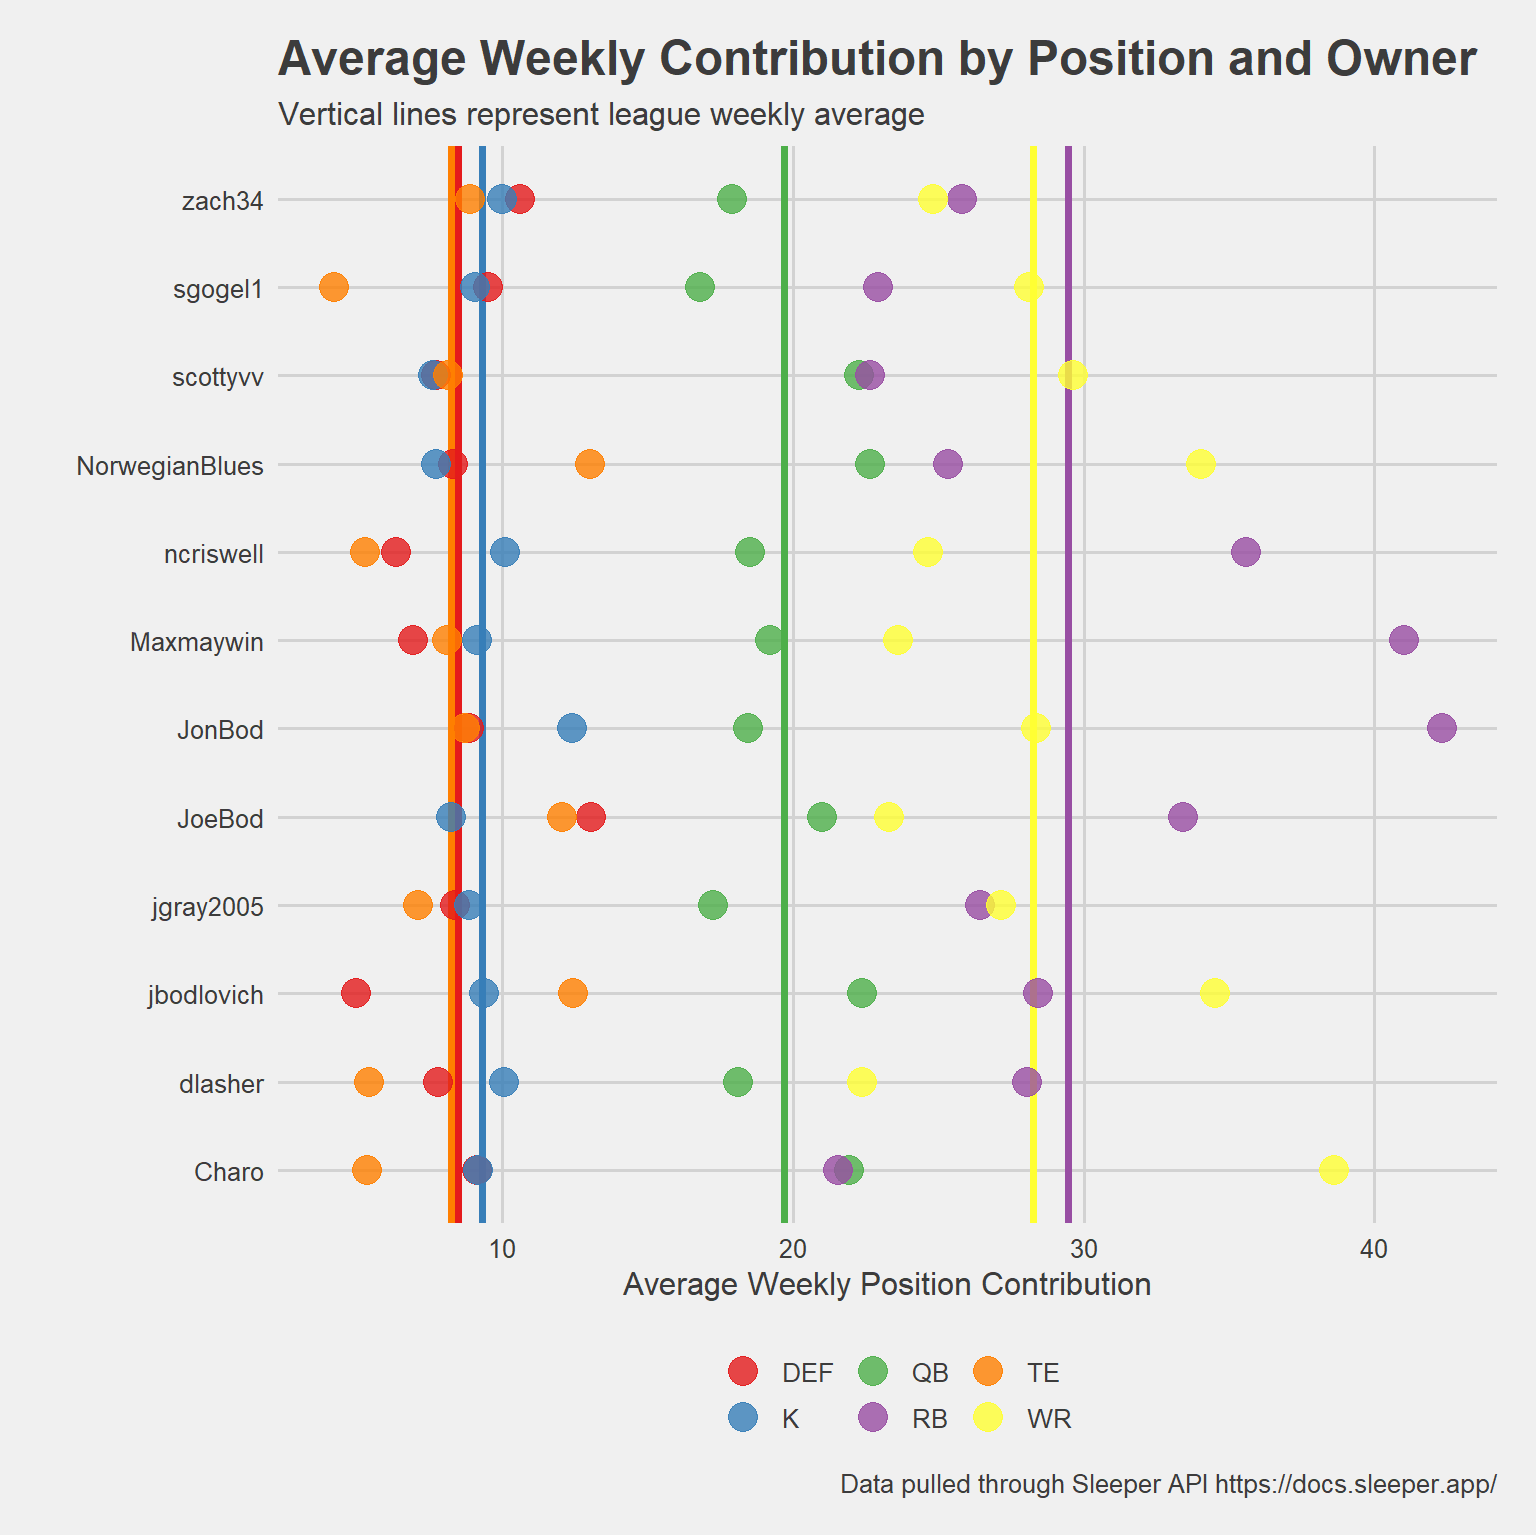 Average Weekly Contribution by Position and Owner
Vertical lines represent league weekly average
zach34
sgogel1
scottyvv
NorwegianBlues
ncriswell
Maxmaywin
JonBod
JoeBod
jgray2005
jbodlovich
dlasher
Charo
10 20 30 40
Average Weekly Position Contribution
DEF QB TE
K RB WR
Data pulled through Sleeper API https://docs.sleeper.app/